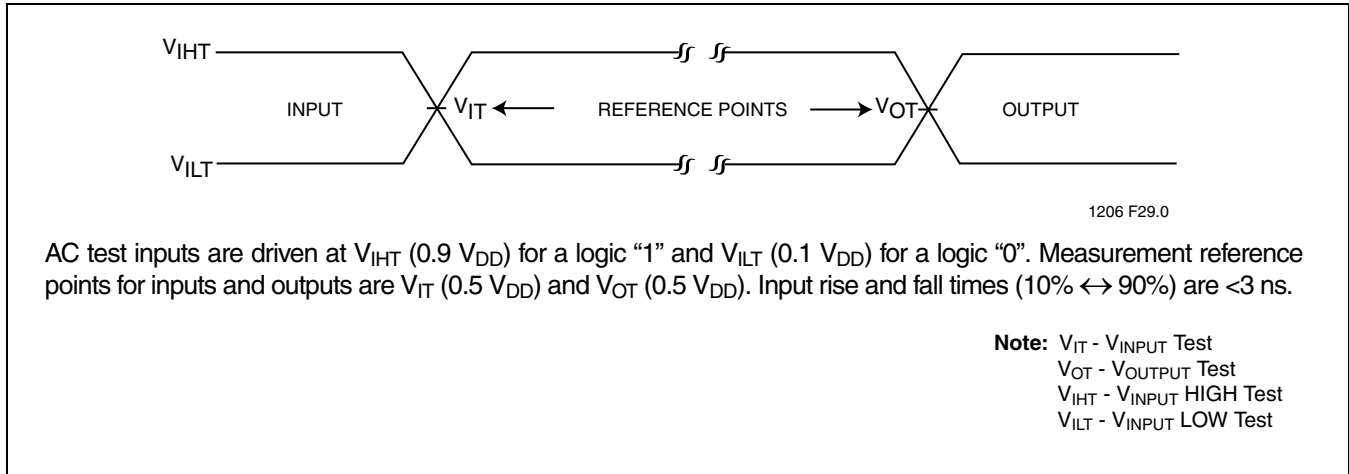 VIHT
INPUT VIT REFERENCE POINTS VOT OUTPUT
VILT
1206 F29.0
AC test inputs are driven at VIHT (0.9 VDD) for a logic “1” and VILT (0.1 VDD) for a logic “0”. Measurement reference
points for inputs and outputs are VIT (0.5 VDD) and VOT (0.5 VDD). Input rise and fall times (10% ↔ 90%) are <3 ns.
Note: VIT - VINPUT Test
VOT - VOUTPUT Test
VIHT - VINPUT HIGH Test
VILT - VINPUT LOW Test